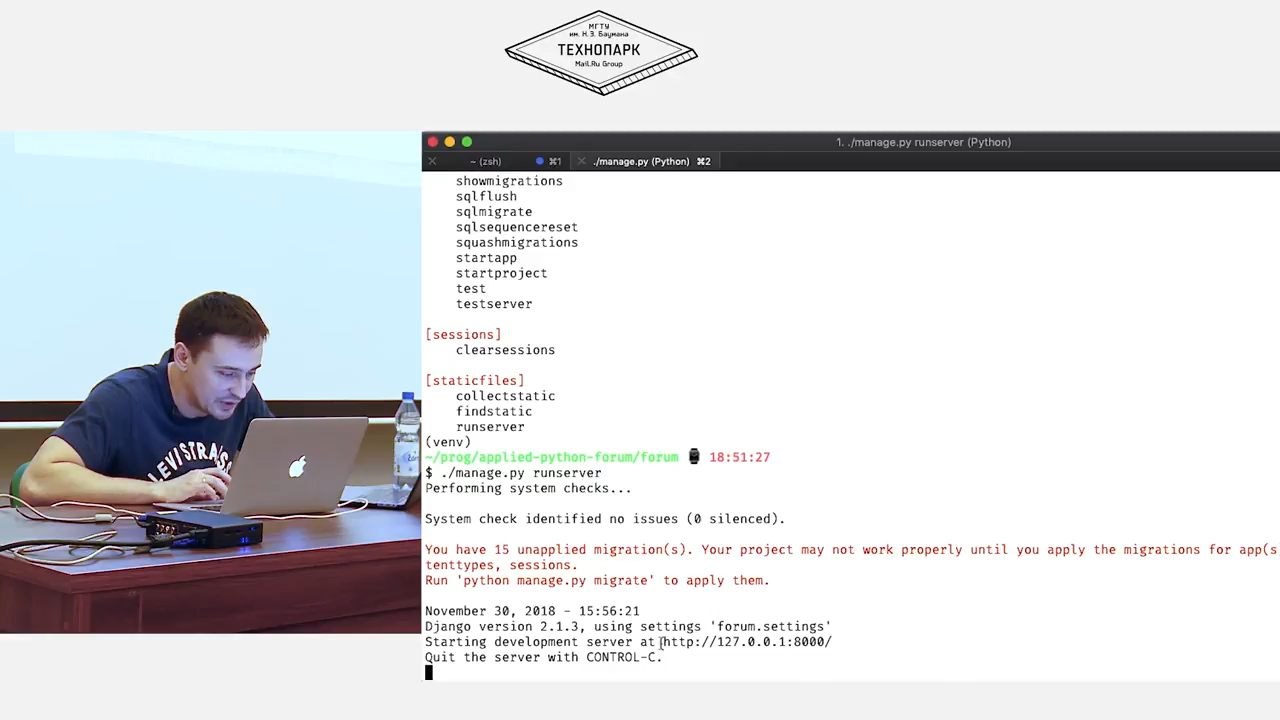 МГТУ
им. Н.Э. Баумана
ТЕХНОПАРК
Mail.Ru Group
1. ./manage.py runserver (Python)
~ (zsh) ⌘1 ./manage.py (Python) ⌘2
showmigrations
sqlflush
sqlmigrate
sqlsequencereset
squashmigrations
startapp
startproject
test
testserver
[sessions]
clearsessions
[staticfiles]
collectstatic
findstatic
runserver
(venv)
~/prog/applied-python-forum/forum ⌚ 18:51:27
$ ./manage.py runserver
Performing system checks...
System check identified no issues (0 silenced).
You have 15 unapplied migration(s). Your project may not work properly until you apply the migrations for app(s
tenttypes, sessions.
Run 'python manage.py migrate' to apply them.
November 30, 2018 - 15:56:21
Django version 2.1.3, using settings 'forum.settings'
Starting development server at http://127.0.0.1:8000/
Quit the server with CONTROL-C.
LEVI STRAUSS